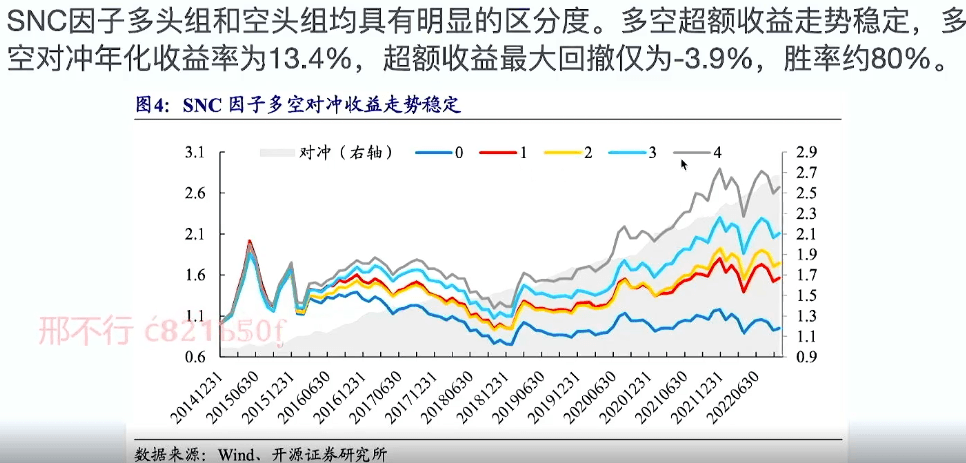 SNC因子多头组和空头组均具有明显的区分度。多空超额收益走势稳定，多
空对冲年化收益率为13.4%，超额收益最大回撤仅为-3.9%，胜率约80%。
图4：SNC 因子多空对冲收益走势稳定
对冲（右轴） 0 1 2 3 4
3.1 2.9
2.7
2.6 2.5
2.3
2.1 2.1
1.9
1.6 1.7
1.5
1.1 1.3
邢不行 c821b50f
1.1
0.6 0.9
20141231 20150630 20151231 20160630 20161231 20170630 20171231 20180630 20181231 20190630 20191231 20200630 20201231 20210630 20211231 20220630
数据来源：Wind、开源证券研究所